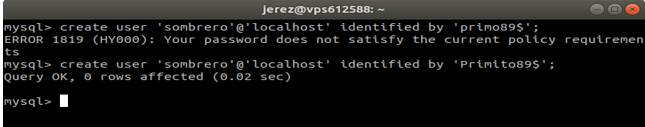 jerez@vps612588: ~
mysql> create user 'sombrero'@'localhost' identified by 'primo89$';
ERROR 1819 (HY000): Your password does not satisfy the current policy requiremen
ts
mysql> create user 'sombrero'@'localhost' identified by 'Primito89$';
Query OK, 0 rows affected (0.02 sec)
mysql>